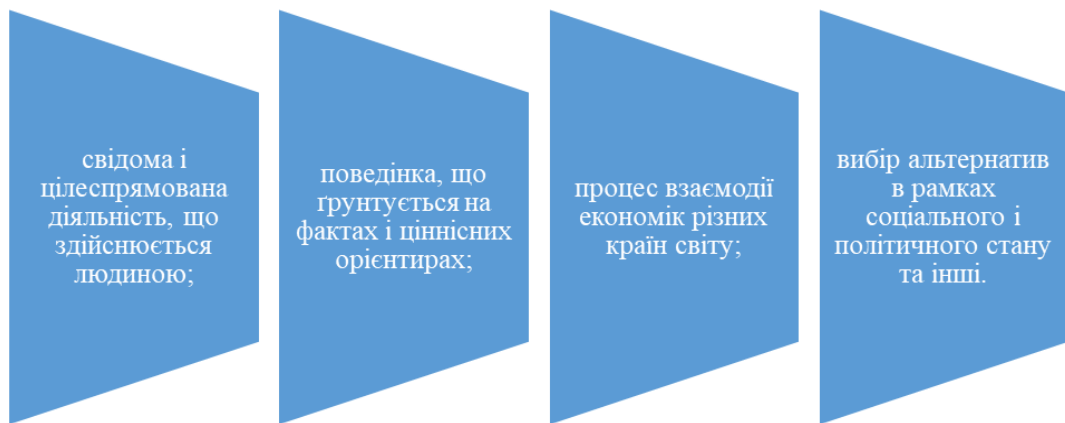 свідома і
цілеспрямована
діяльність, що
здійснюється
людиною;
поведінка, що
ґрунтується на
фактах і ціннісних
орієнтирах;
процес взаємодії
економік різних
країн світу;
вибір альтернатив
в рамках
соціального і
політичного стану
та інші.